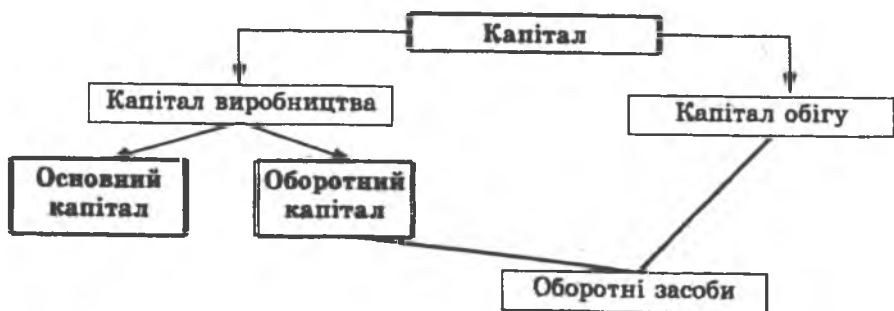 Капітал
Капітал виробництва
Капітал обігу
Основний
капітал
Оборотний
капітал
Оборотні засоби